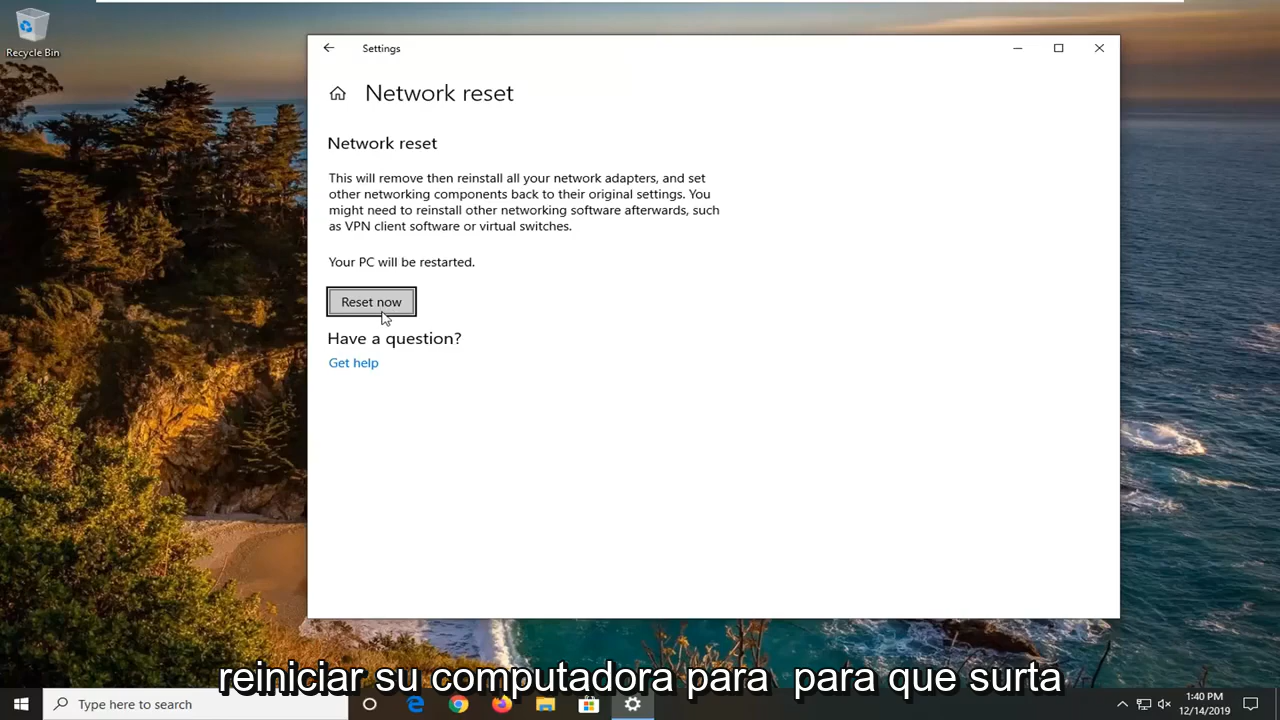 Recycle Bin
Settings
Network reset
Network reset
This will remove then reinstall all your network adapters, and set
other networking components back to their original settings. You
might need to reinstall other networking software afterwards, such
as VPN client software or virtual switches.
Your PC will be restarted.
Reset now
Have a question?
Get help
reiniciar su computadora para para que surta
Type here to search
1:40 PM
12/14/2019